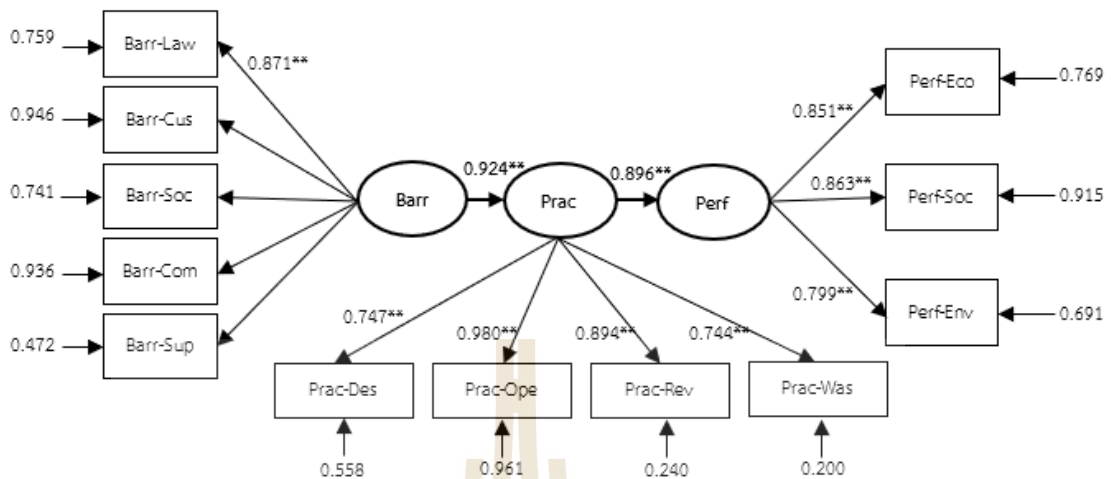 0.759
Barr-Law
0.871**
0.946
Barr-Cus
0.741
Barr-Soc
0.936
Barr-Com
0.472
Barr-Sup
Barr
0.924**
Prac
0.896**
Perf
0.851**
Perf-Eco
0.769
0.863**
Perf-Soc
0.915
0.799**
Perf-Env
0.691
0.747**
0.980**
0.894**
0.744**
Prac-Des
Prac-Ope
Prac-Rev
Prac-Was
0.558
0.961
0.240
0.200